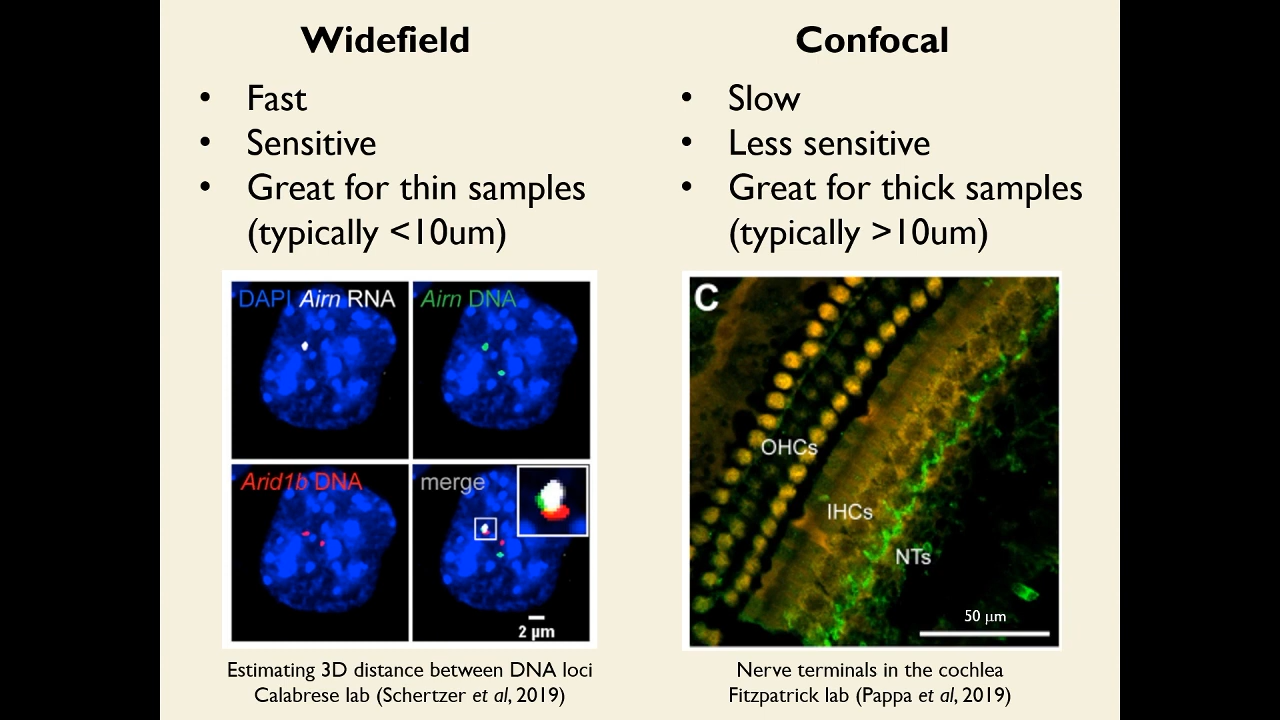 Widefield
• Fast
• Sensitive
• Great for thin samples
(typically <10um)
DAPI Airn RNA
Airn DNA
Arid1b DNA
merge
2 μm
Estimating 3D distance between DNA loci
Calabrese lab (Schertzer et al, 2019)
Confocal
• Slow
• Less sensitive
• Great for thick samples
(typically >10um)
C
OHCs
IHCs
NTs
50 μm
Nerve terminals in the cochlea
Fitzpatrick lab (Pappa et al, 2019)